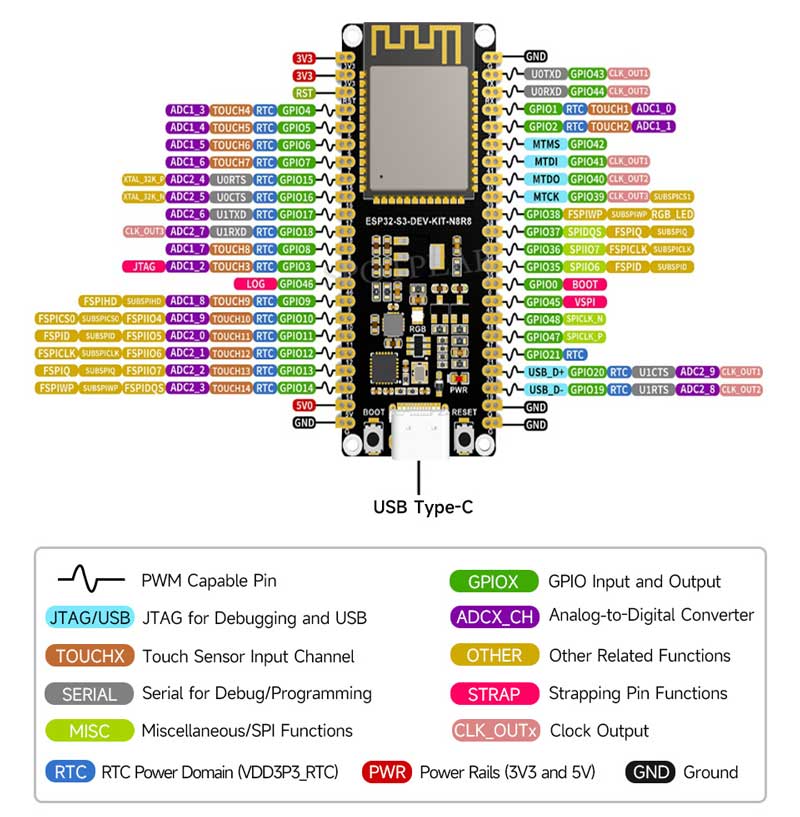 3V3 GND
3V3 U0TXD GPIO43 CLK_OUT1
RST U0RXD GPIO44 CLK_OUT2
ADC1_3 TOUCH4 RTC GPIO4 GPIO1 RTC TOUCH1 ADC1_0
ADC1_4 TOUCH5 RTC GPIO5 GPIO2 RTC TOUCH2 ADC1_1
ADC1_5 TOUCH6 RTC GPIO6 MTMS GPIO42
ADC1_6 TOUCH7 RTC GPIO7 MTDI GPIO41 CLK_OUT1
XTAL_32K_P ADC2_4 U0RTS RTC GPIO15 MTDO GPIO40 CLK_OUT2
XTAL_32K_N ADC2_5 U0CTS RTC GPIO16 MTCK GPIO39 CLK_OUT3 SUBSPICS1
ADC2_6 U1TXD RTC GPIO17 GPIO38 FSPIWP SUBSPIWP RGB_LED
CLK_OUT3 ADC2_7 U1RXD RTC GPIO18 GPIO37 SPIDQS FSPIQ SUBSPIQ
ADC1_7 TOUCH8 RTC GPIO8 GPIO36 SPIIO7 FSPICLK SUBSPICLK
JTAG ADC1_2 TOUCH3 RTC GPIO3 GPIO35 SPIIO6 FSPID SUBSPID
LOG GPIO46 GPIO0 BOOT
FSPIHD SUBSPIHD ADC1_8 TOUCH9 RTC GPIO9 GPIO45 VSPI
FSPICS0 SUBSPICS0 FSPIIO4 ADC1_9 TOUCH10 RTC GPIO10 GPIO48 SPICLK_N
FSPID SUBSPID FSPIIO5 ADC2_0 TOUCH11 RTC GPIO11 GPIO47 SPICLK_P
FSPICLK SUBSPICLK FSPIIO6 ADC2_1 TOUCH12 RTC GPIO12 GPIO21 RTC
FSPIQ SUBSPIQ FSPIIO7 ADC2_2 TOUCH13 RTC GPIO13 USB_D+ GPIO20 RTC U1CTS ADC2_9 CLK_OUT1
FSPIWP SUBSPIWP FSPIDQS ADC2_3 TOUCH14 RTC GPIO14 USB_D- GPIO19 RTC U1RTS ADC2_8 CLK_OUT2
5V0 GND
GND GND
ESP32-S3-DEV-KIT-N8R8
RGB
PWR
BOOT RESET
USB Type-C
PWM Capable Pin GPIOX GPIO Input and Output
JTAG/USB JTAG for Debugging and USB ADCX_CH Analog-to-Digital Converter
TOUCHX Touch Sensor Input Channel OTHER Other Related Functions
SERIAL Serial for Debug/Programming STRAP Strapping Pin Functions
MISC Miscellaneous/SPI Functions CLK_OUTx Clock Output
RTC RTC Power Domain (VDD3P3_RTC) PWR Power Rails (3V3 and 5V) GND Ground